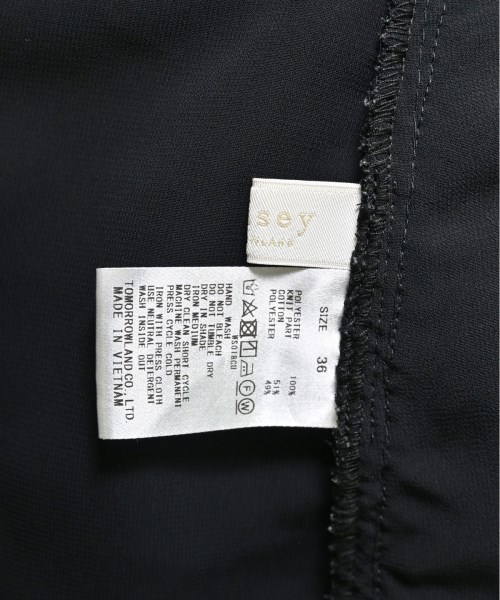 sey
SIZE 36
POLYESTER 100%
KNIT PART
COTTON 51%
POLYESTER 49%
WS018CU
HAND WASH
DO NOT BLEACH
DO NOT TUMBLE DRY
DRY IN SHADE
IRON MEDIUM
DRY CLEAN SHORT CYCLE
MACHINE WASH PERMANENT
PRESS CYCLE COLD
IRON WITH PRESS CLOTH
USE NEUTRAL DETERGENT
WASH INSIDE OUT
TOMORROWLAND CO. LTD
MADE IN VIETNAM